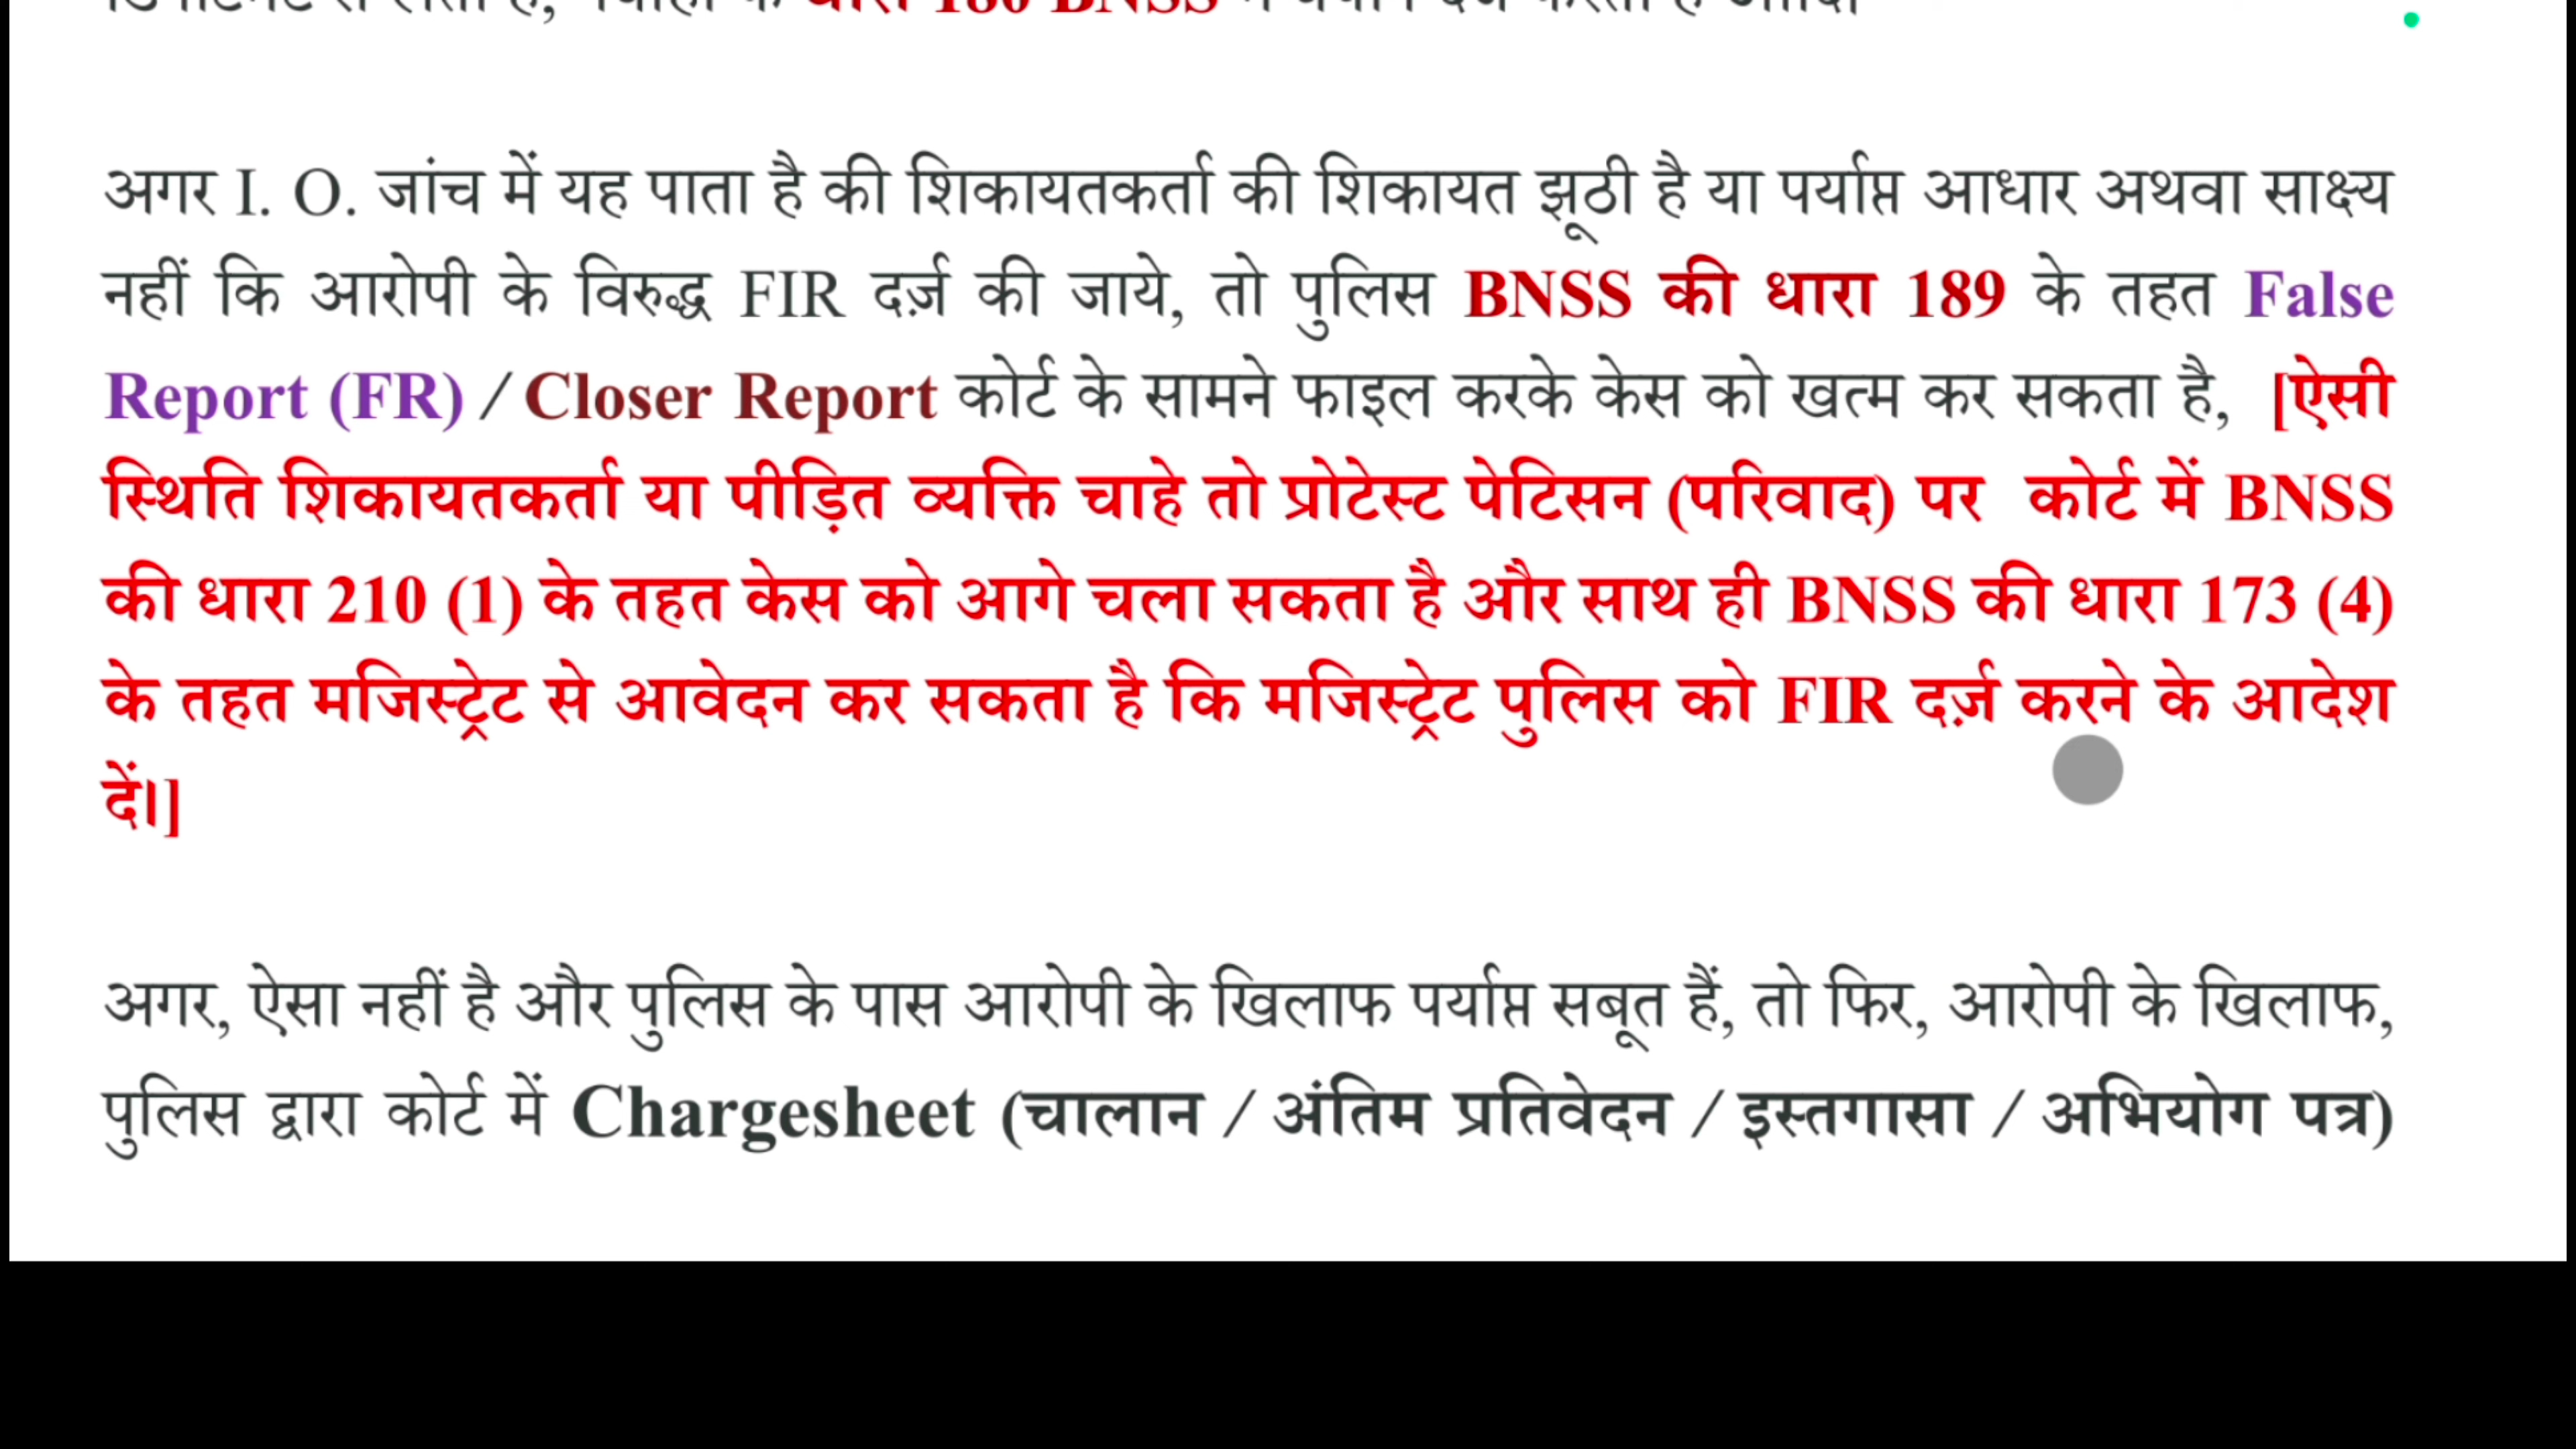 धारा 180 BNSS
अगर I. O. जांच में यह पाता है की शिकायतकर्ता की शिकायत झूठी है या पर्याप्त आधार अथवा साक्ष्य
नहीं कि आरोपी के विरुद्ध FIR दर्ज़ की जाये, तो पुलिस BNSS की धारा 189 के तहत False
Report (FR) / Closer Report कोर्ट के सामने फाइल करके केस को खत्म कर सकता है, [ऐसी
स्थिति शिकायतकर्ता या पीड़ित व्यक्ति चाहे तो प्रोटेस्ट पेटिसन (परिवाद) पर कोर्ट में BNSS
की धारा 210 (1) के तहत केस को आगे चला सकता है और साथ ही BNSS की धारा 173 (4)
के तहत मजिस्ट्रेट से आवेदन कर सकता है कि मजिस्ट्रेट पुलिस को FIR दर्ज़ करने के आदेश
दें।]
अगर, ऐसा नहीं है और पुलिस के पास आरोपी के खिलाफ पर्याप्त सबूत हैं, तो फिर, आरोपी के खिलाफ,
पुलिस द्वारा कोर्ट में Chargesheet (चालान / अंतिम प्रतिवेदन / इस्तगासा / अभियोग पत्र)